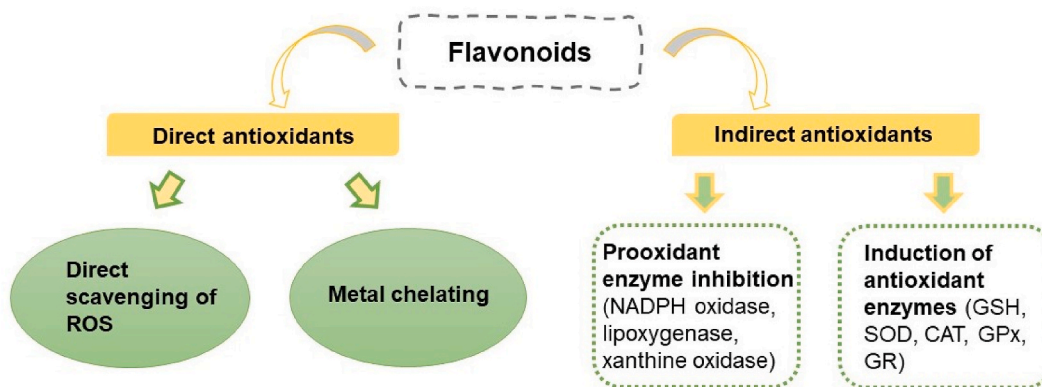 Flavonoids
Direct antioxidants
Indirect antioxidants
Direct
scavenging of
ROS
Metal chelating
Prooxidant
enzyme inhibition
(NADPH oxidase,
lipoxygenase,
xanthine oxidase)
Induction of
antioxidant
enzymes (GSH,
SOD, CAT, GPx,
GR)